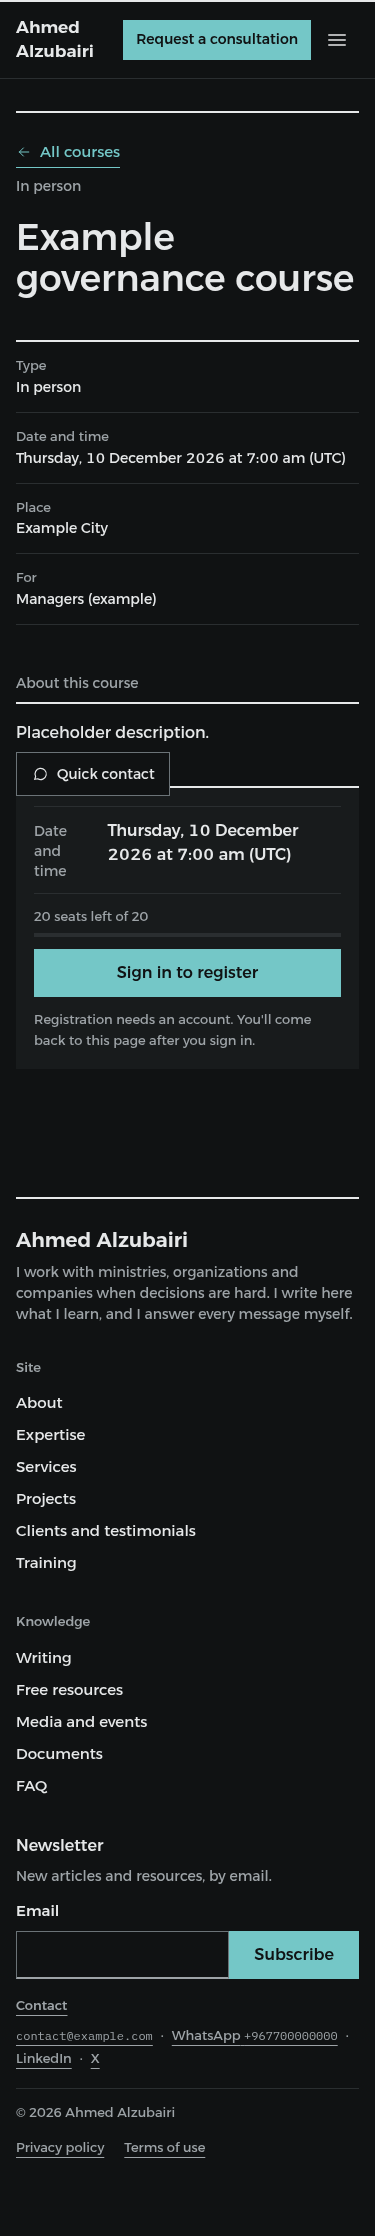 Ahmed
Alzubairi
Request a consultation
← All courses
In person
Example
governance course
Type
In person
Date and time
Thursday, 10 December 2026 at 7:00 am (UTC)
Place
Example City
For
Managers (example)
About this course
Placeholder description.
Quick contact
Date and time
Thursday, 10 December
2026 at 7:00 am (UTC)
20 seats left of 20
Sign in to register
Registration needs an account. You'll come
back to this page after you sign in.
Ahmed Alzubairi
I work with ministries, organizations and
companies when decisions are hard. I write here
what I learn, and I answer every message myself.
Site
About
Expertise
Services
Projects
Clients and testimonials
Training
Knowledge
Writing
Free resources
Media and events
Documents
FAQ
Newsletter
New articles and resources, by email.
Email
Subscribe
Contact
contact@example.com · WhatsApp +967700000000 ·
LinkedIn · X
© 2026 Ahmed Alzubairi
Privacy policy Terms of use